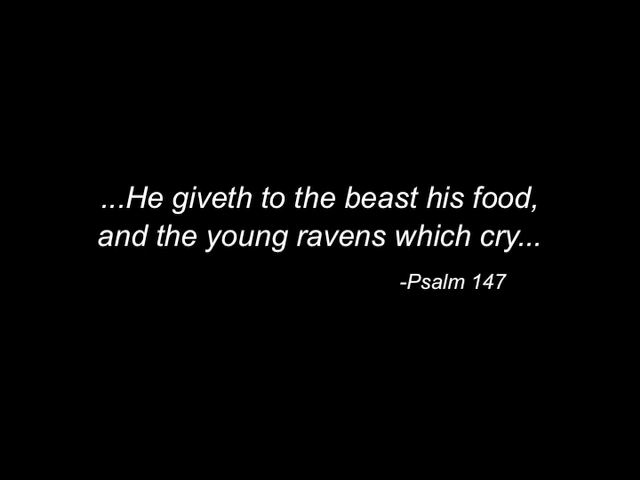 ...He giveth to the beast his food,
and the young ravens which cry...
-Psalm 147